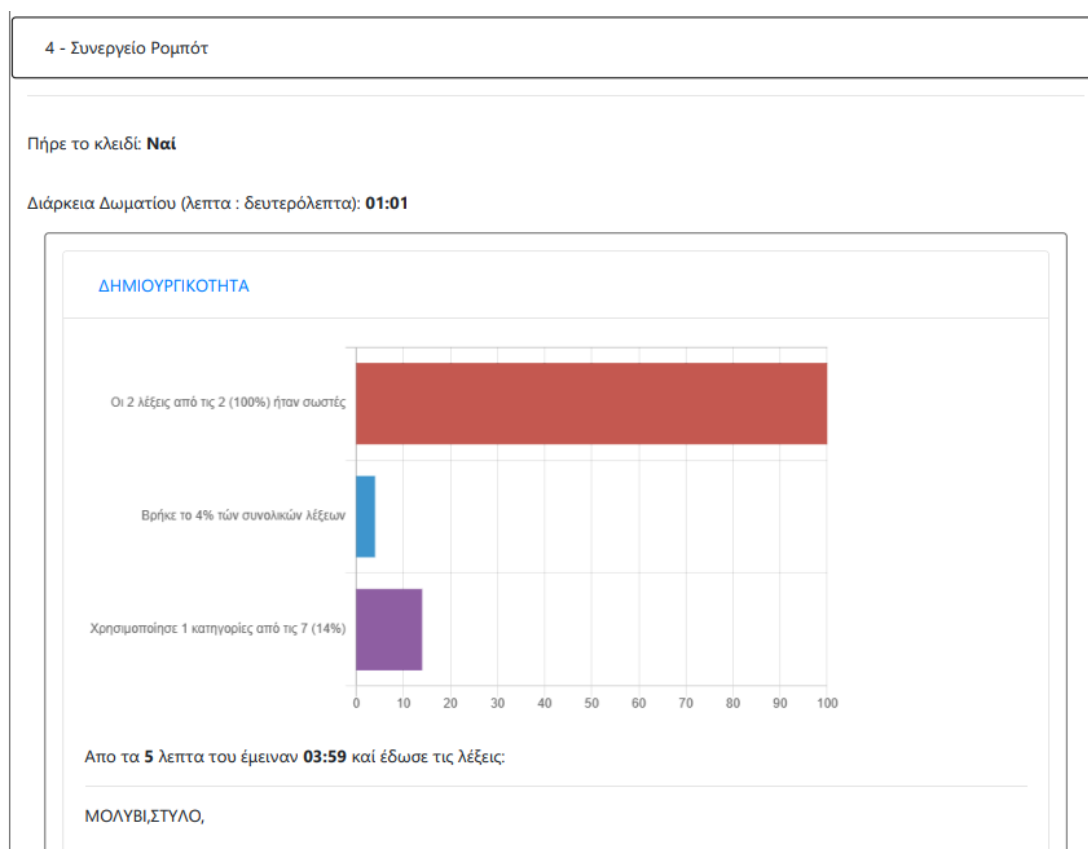 4 - Συνεργείο Ρομπότ
Πήρε το κλειδί: Ναί
Διάρκεια Δωματίου (λεπτα : δευτερόλεπτα): 01:01
ΔΗΜΙΟΥΡΓΙΚΟΤΗΤΑ
Οι 2 λέξεις από τις 2 (100%) ήταν σωστές
Βρήκε το 4% τών συνολικών λέξεων
Χρησιμοποίησε 1 κατηγορίες από τις 7 (14%)
0 10 20 30 40 50 60 70 80 90 100
Απο τα 5 λεπτα του έμειναν 03:59 καί έδωσε τις λέξεις:
ΜΟΛΥΒΙ,ΣΤΥΛΟ,